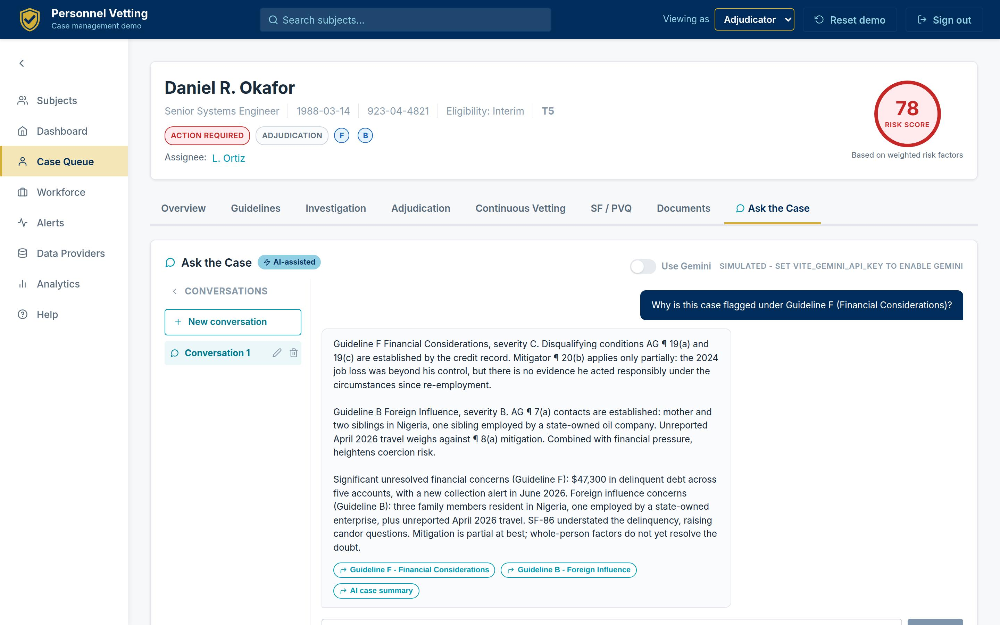 Personnel Vetting
Case management demo
Search subjects...
Viewing as
Adjudicator
Reset demo
Sign out
Subjects
Dashboard
Case Queue
Workforce
Alerts
Data Providers
Analytics
Help
Daniel R. Okafor
Senior Systems Engineer
1988-03-14
923-04-4821
Eligibility: Interim
T5
ACTION REQUIRED
ADJUDICATION
F
B
Assignee: L. Ortiz
78
RISK SCORE
Based on weighted risk factors
Overview
Guidelines
Investigation
Adjudication
Continuous Vetting
SF / PVQ
Documents
Ask the Case
Ask the Case
AI-assisted
Use Gemini
SIMULATED - SET VITE_GEMINI_API_KEY TO ENABLE GEMINI
CONVERSATIONS
New conversation
Conversation 1
Why is this case flagged under Guideline F (Financial Considerations)?
Guideline F Financial Considerations, severity C. Disqualifying conditions AG ¶ 19(a) and
19(c) are established by the credit record. Mitigator ¶ 20(b) applies only partially: the 2024
job loss was beyond his control, but there is no evidence he acted responsibly under the
circumstances since re-employment.
Guideline B Foreign Influence, severity B. AG ¶ 7(a) contacts are established: mother and
two siblings in Nigeria, one sibling employed by a state-owned oil company. Unreported
April 2026 travel weighs against ¶ 8(a) mitigation. Combined with financial pressure,
heightens coercion risk.
Significant unresolved financial concerns (Guideline F): $47,300 in delinquent debt across
five accounts, with a new collection alert in June 2026. Foreign influence concerns
(Guideline B): three family members resident in Nigeria, one employed by a state-owned
enterprise, plus unreported April 2026 travel. SF-86 understated the delinquency, raising
candor questions. Mitigation is partial at best; whole-person factors do not yet resolve the
doubt.
Guideline F - Financial Considerations
Guideline B - Foreign Influence
AI case summary